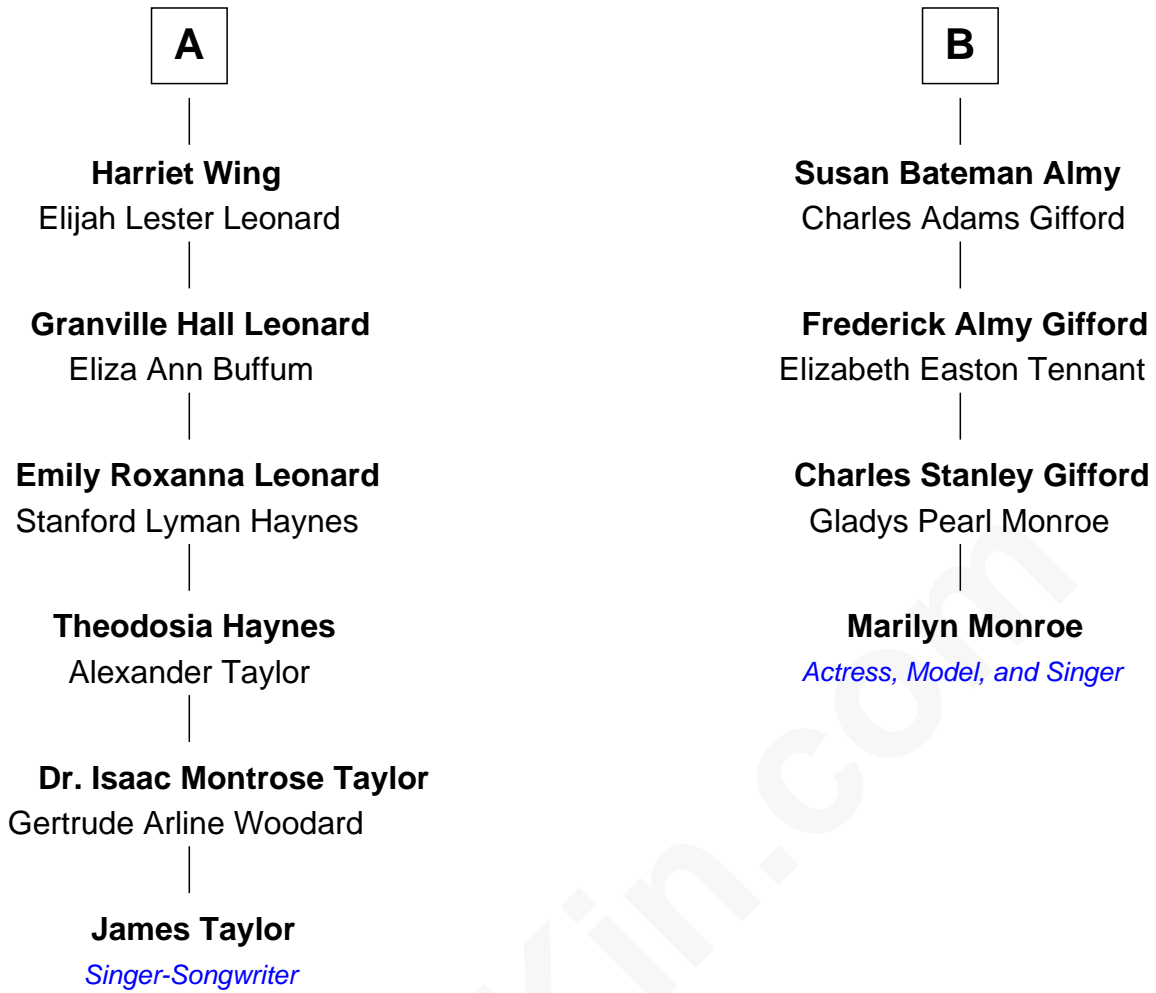 A
Harriet Wing
Elijah Lester Leonard
Granville Hall Leonard
Eliza Ann Buffum
Emily Roxanna Leonard
Stanford Lyman Haynes
Theodosia Haynes
Alexander Taylor
Dr. Isaac Montrose Taylor
Gertrude Arline Woodard
James Taylor
Singer-Songwriter
B
Susan Bateman Almy
Charles Adams Gifford
Frederick Almy Gifford
Elizabeth Easton Tennant
Charles Stanley Gifford
Gladys Pearl Monroe
Marilyn Monroe
Actress, Model, and Singer
Kin.com